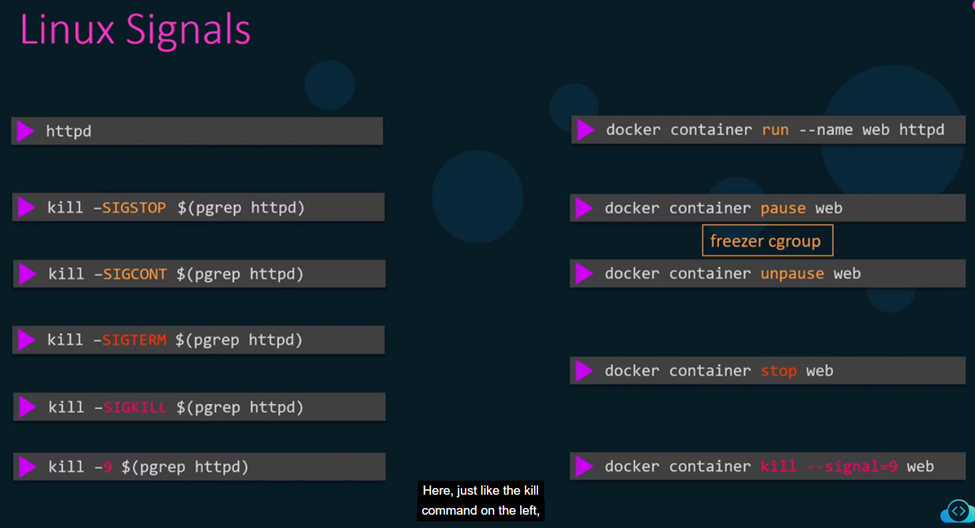 Linux Signals
httpd
kill –SIGSTOP $(pgrep httpd)
kill –SIGCONT $(pgrep httpd)
kill –SIGTERM $(pgrep httpd)
kill –SIGKILL $(pgrep httpd)
kill –9 $(pgrep httpd)
docker container run --name web httpd
docker container pause web
freezer cgroup
docker container unpause web
docker container stop web
docker container kill --signal=9 web
Here, just like the kill
command on the left,